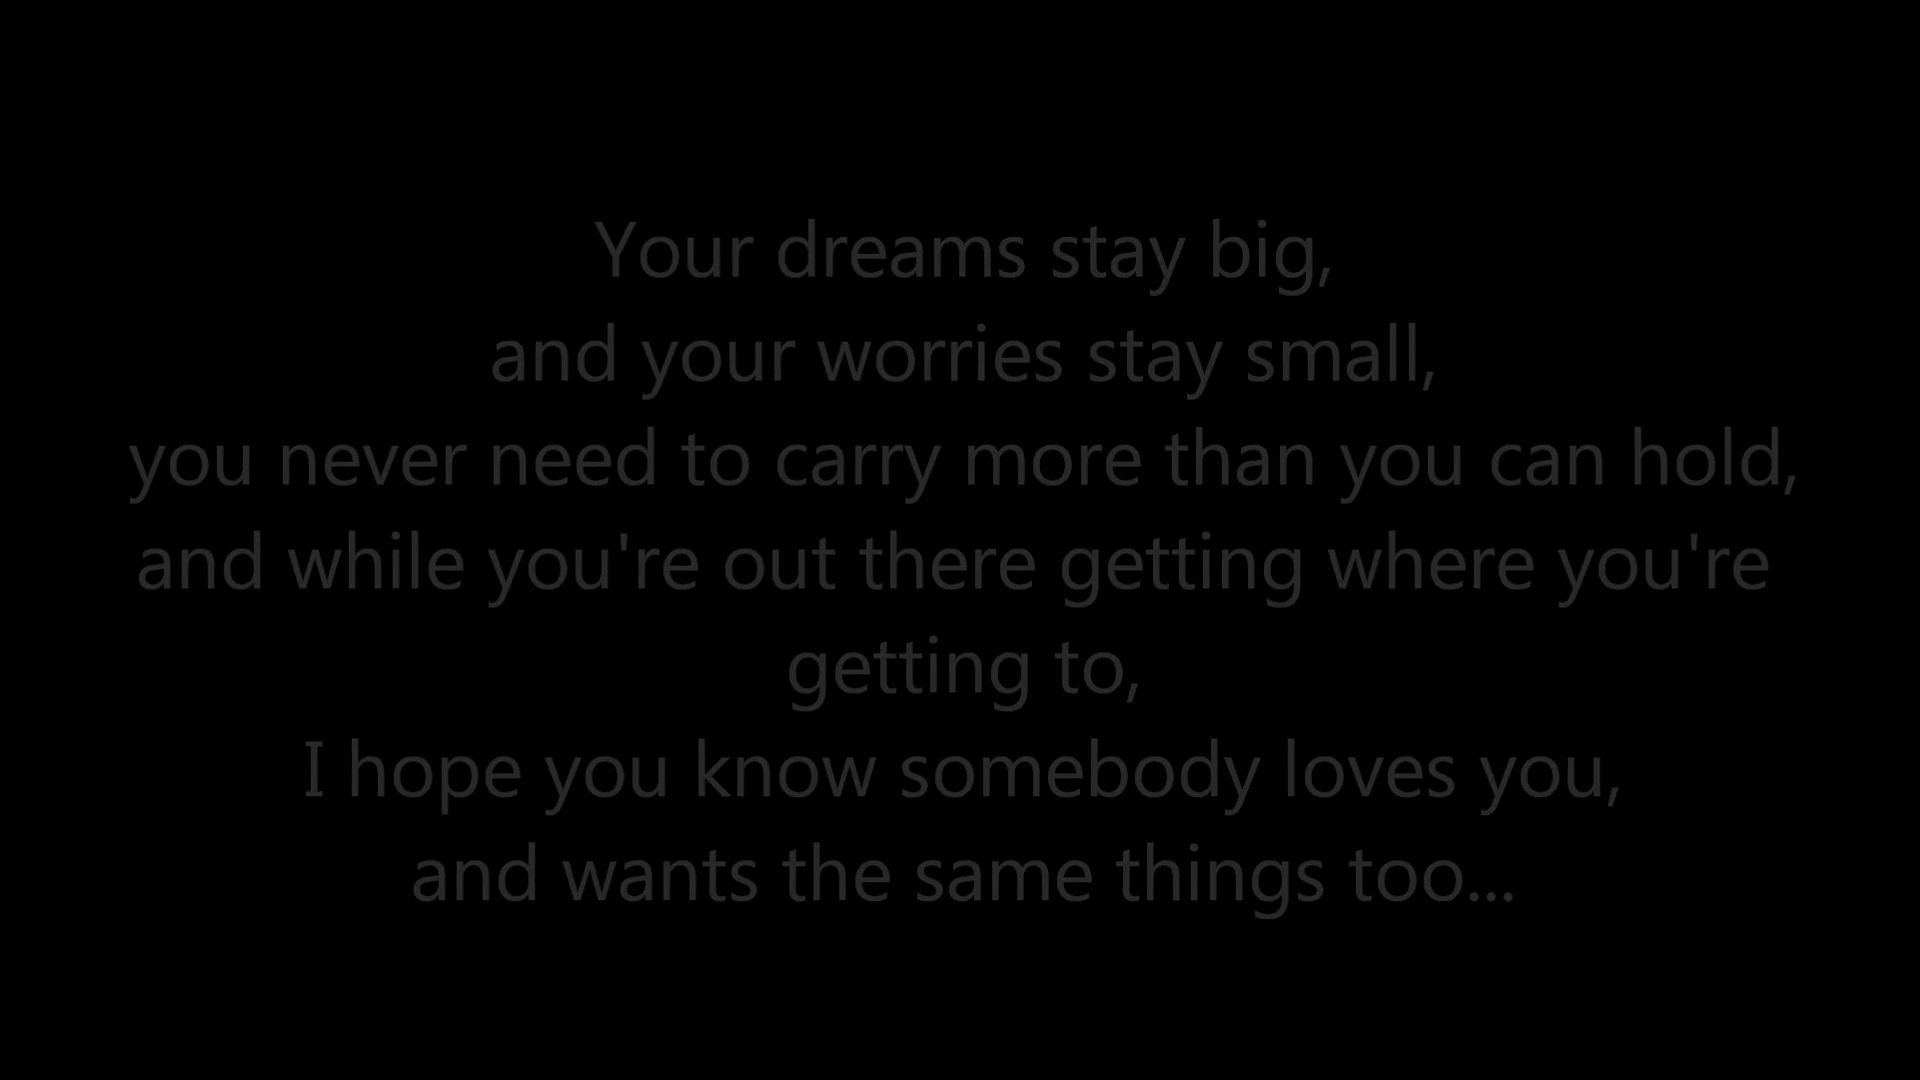 Your dreams stay big,
and your worries stay small,
you never need to carry more than you can hold,
and while you're out there getting where you're
getting to,
I hope you know somebody loves you,
and wants the same things too...